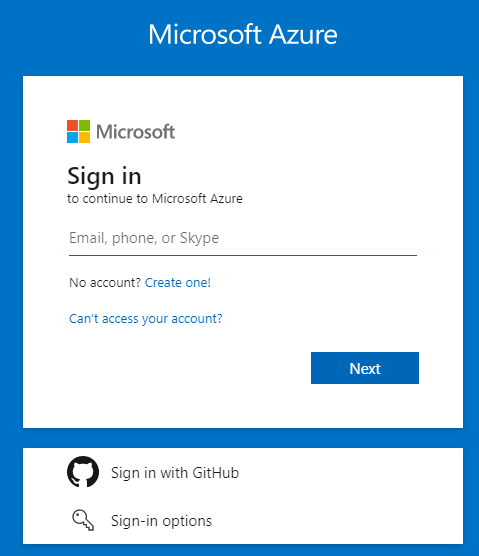 Microsoft Azure
Microsoft
Sign in
to continue to Microsoft Azure
Email, phone, or Skype
No account? Create one!
Can't access your account?
Next
Sign in with GitHub
Sign-in options